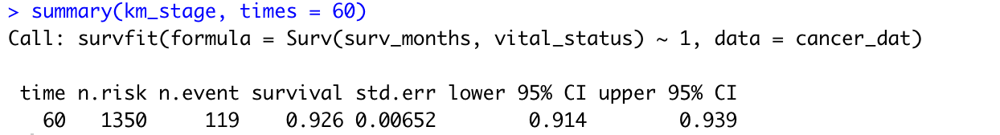 > summary(km_stage, times = 60)
Call: survfit(formula = Surv(surv_months, vital_status) ~ 1, data = cancer_dat)
time n.risk n.event survival std.err lower 95% CI upper 95% CI
60 1350 119 0.926 0.00652 0.914 0.939